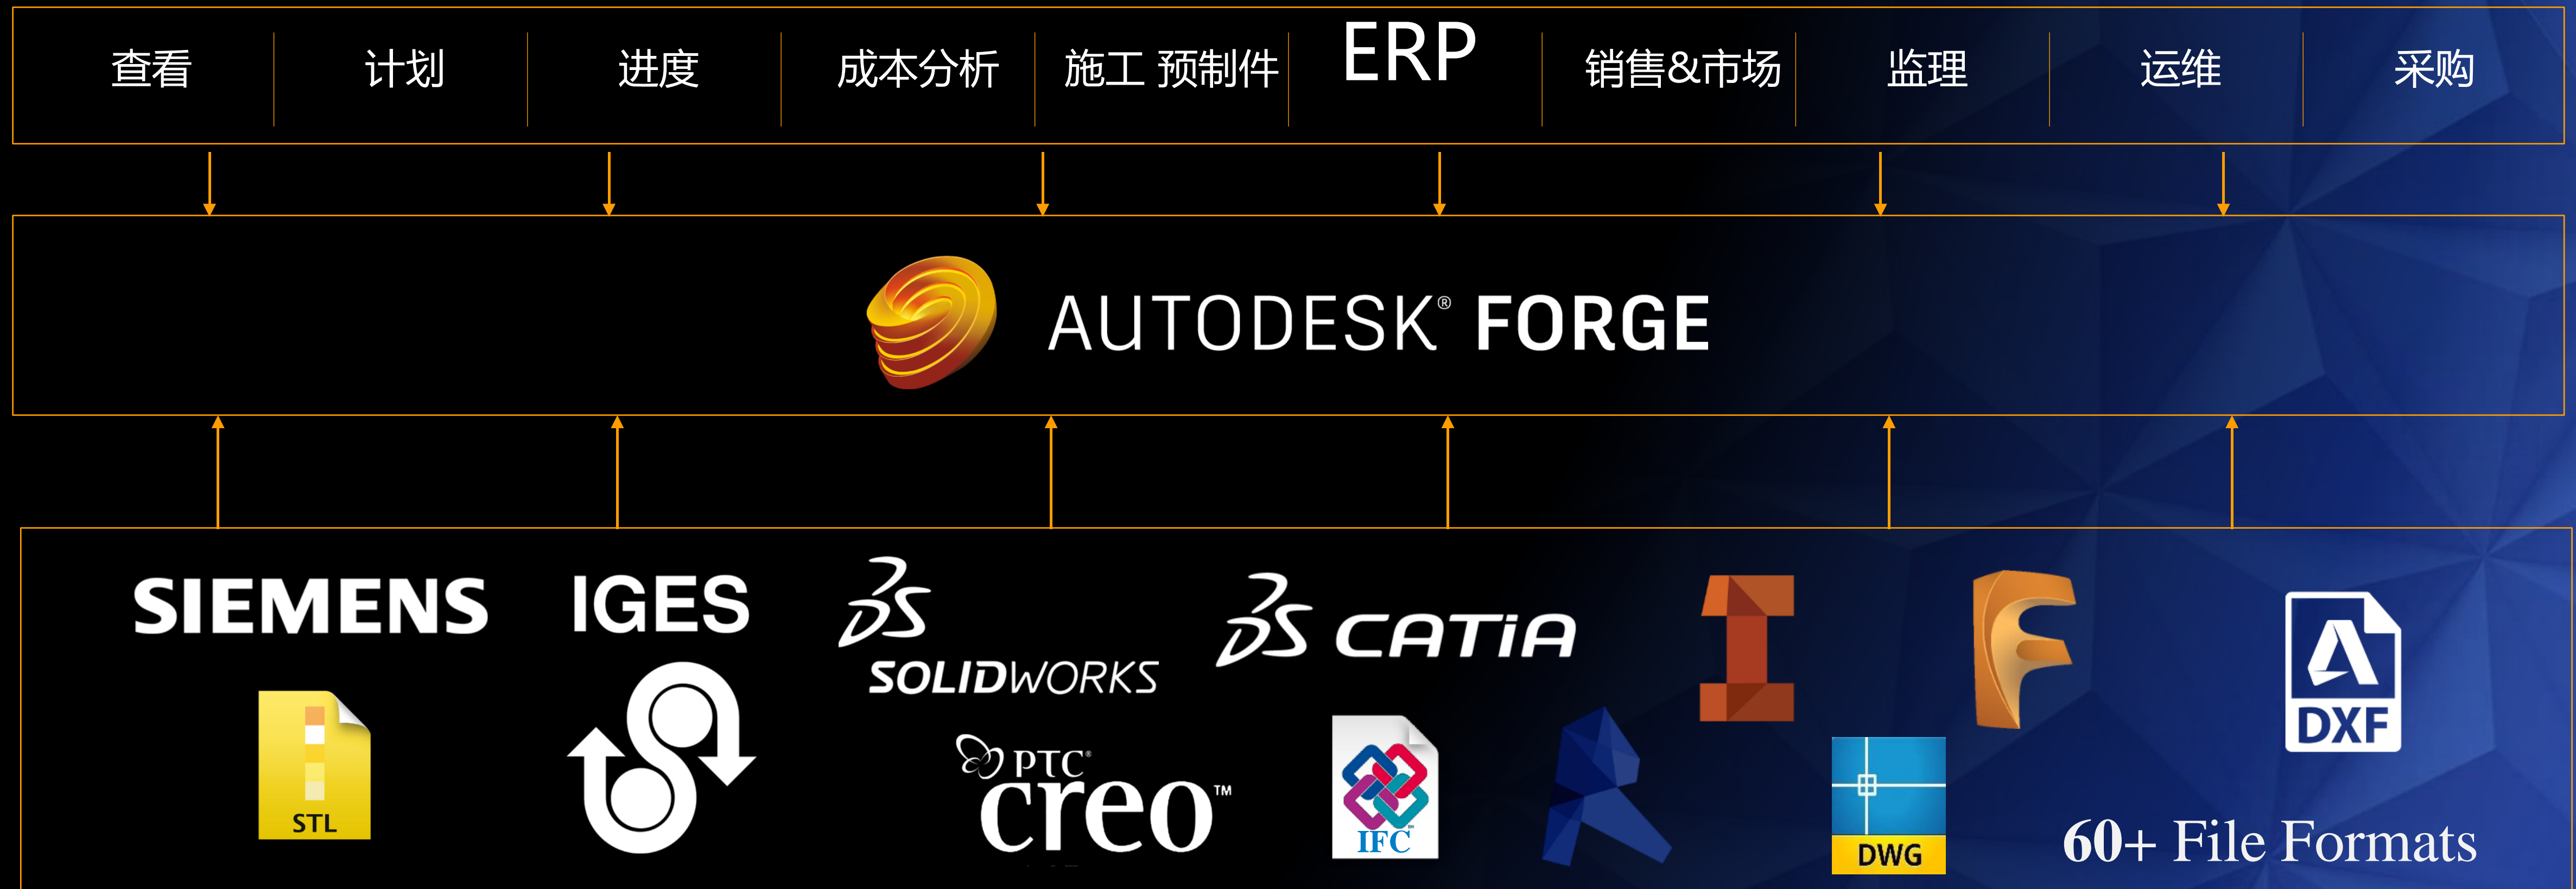 查看
计划
进度
成本分析
施工 预制件
ERP
销售&市场
监理
运维
采购
AUTODESK® FORGE
SIEMENS
IGES
SOLIDWORKS
CATIA
STL
PTC®
creo™
IFC
DWG
DXF
60+ File Formats